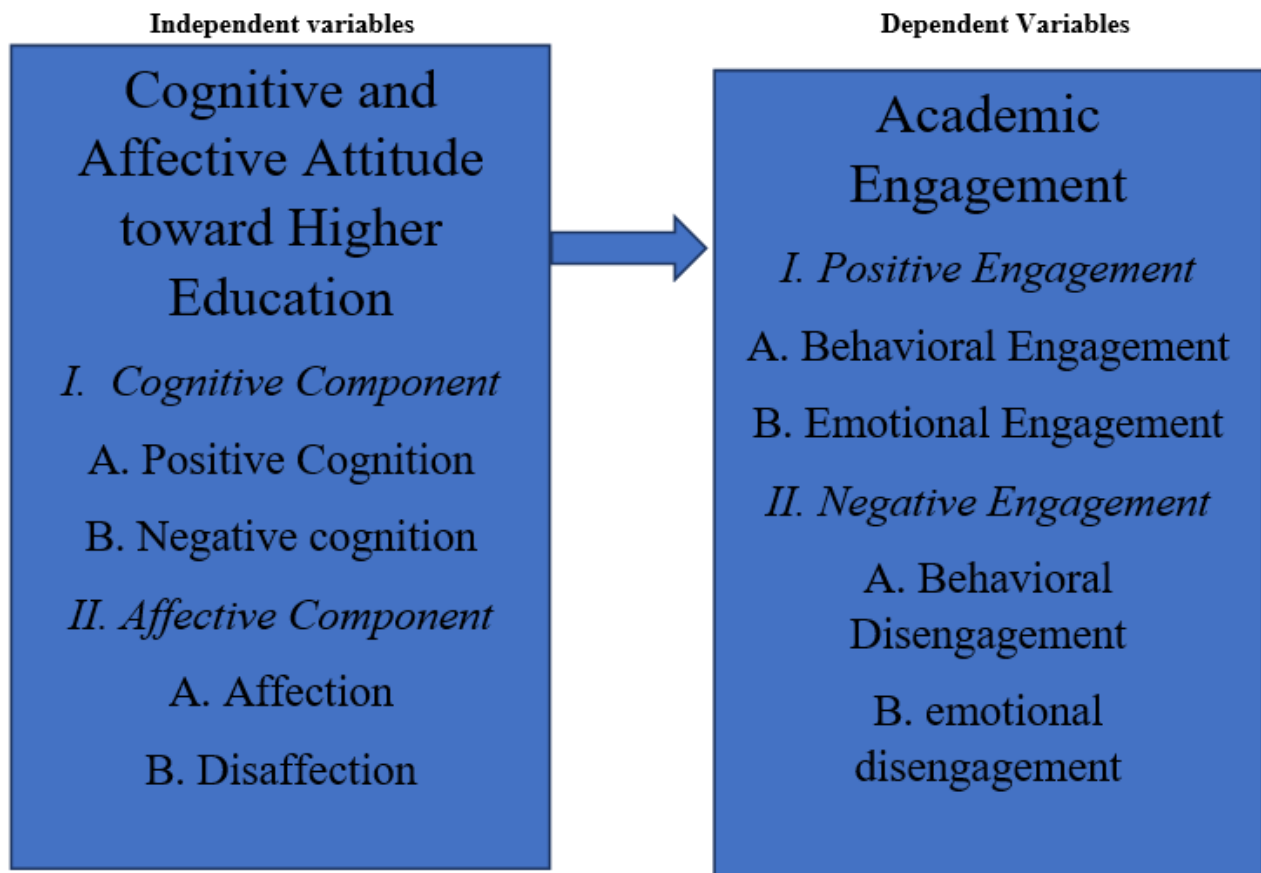 Independent variables
Cognitive and
Affective Attitude
toward Higher
Education
I. Cognitive Component
A. Positive Cognition
B. Negative cognition
II. Affective Component
A. Affection
B. Disaffection
Dependent Variables
Academic
Engagement
I. Positive Engagement
A. Behavioral Engagement
B. Emotional Engagement
II. Negative Engagement
A. Behavioral
Disengagement
B. emotional
disengagement